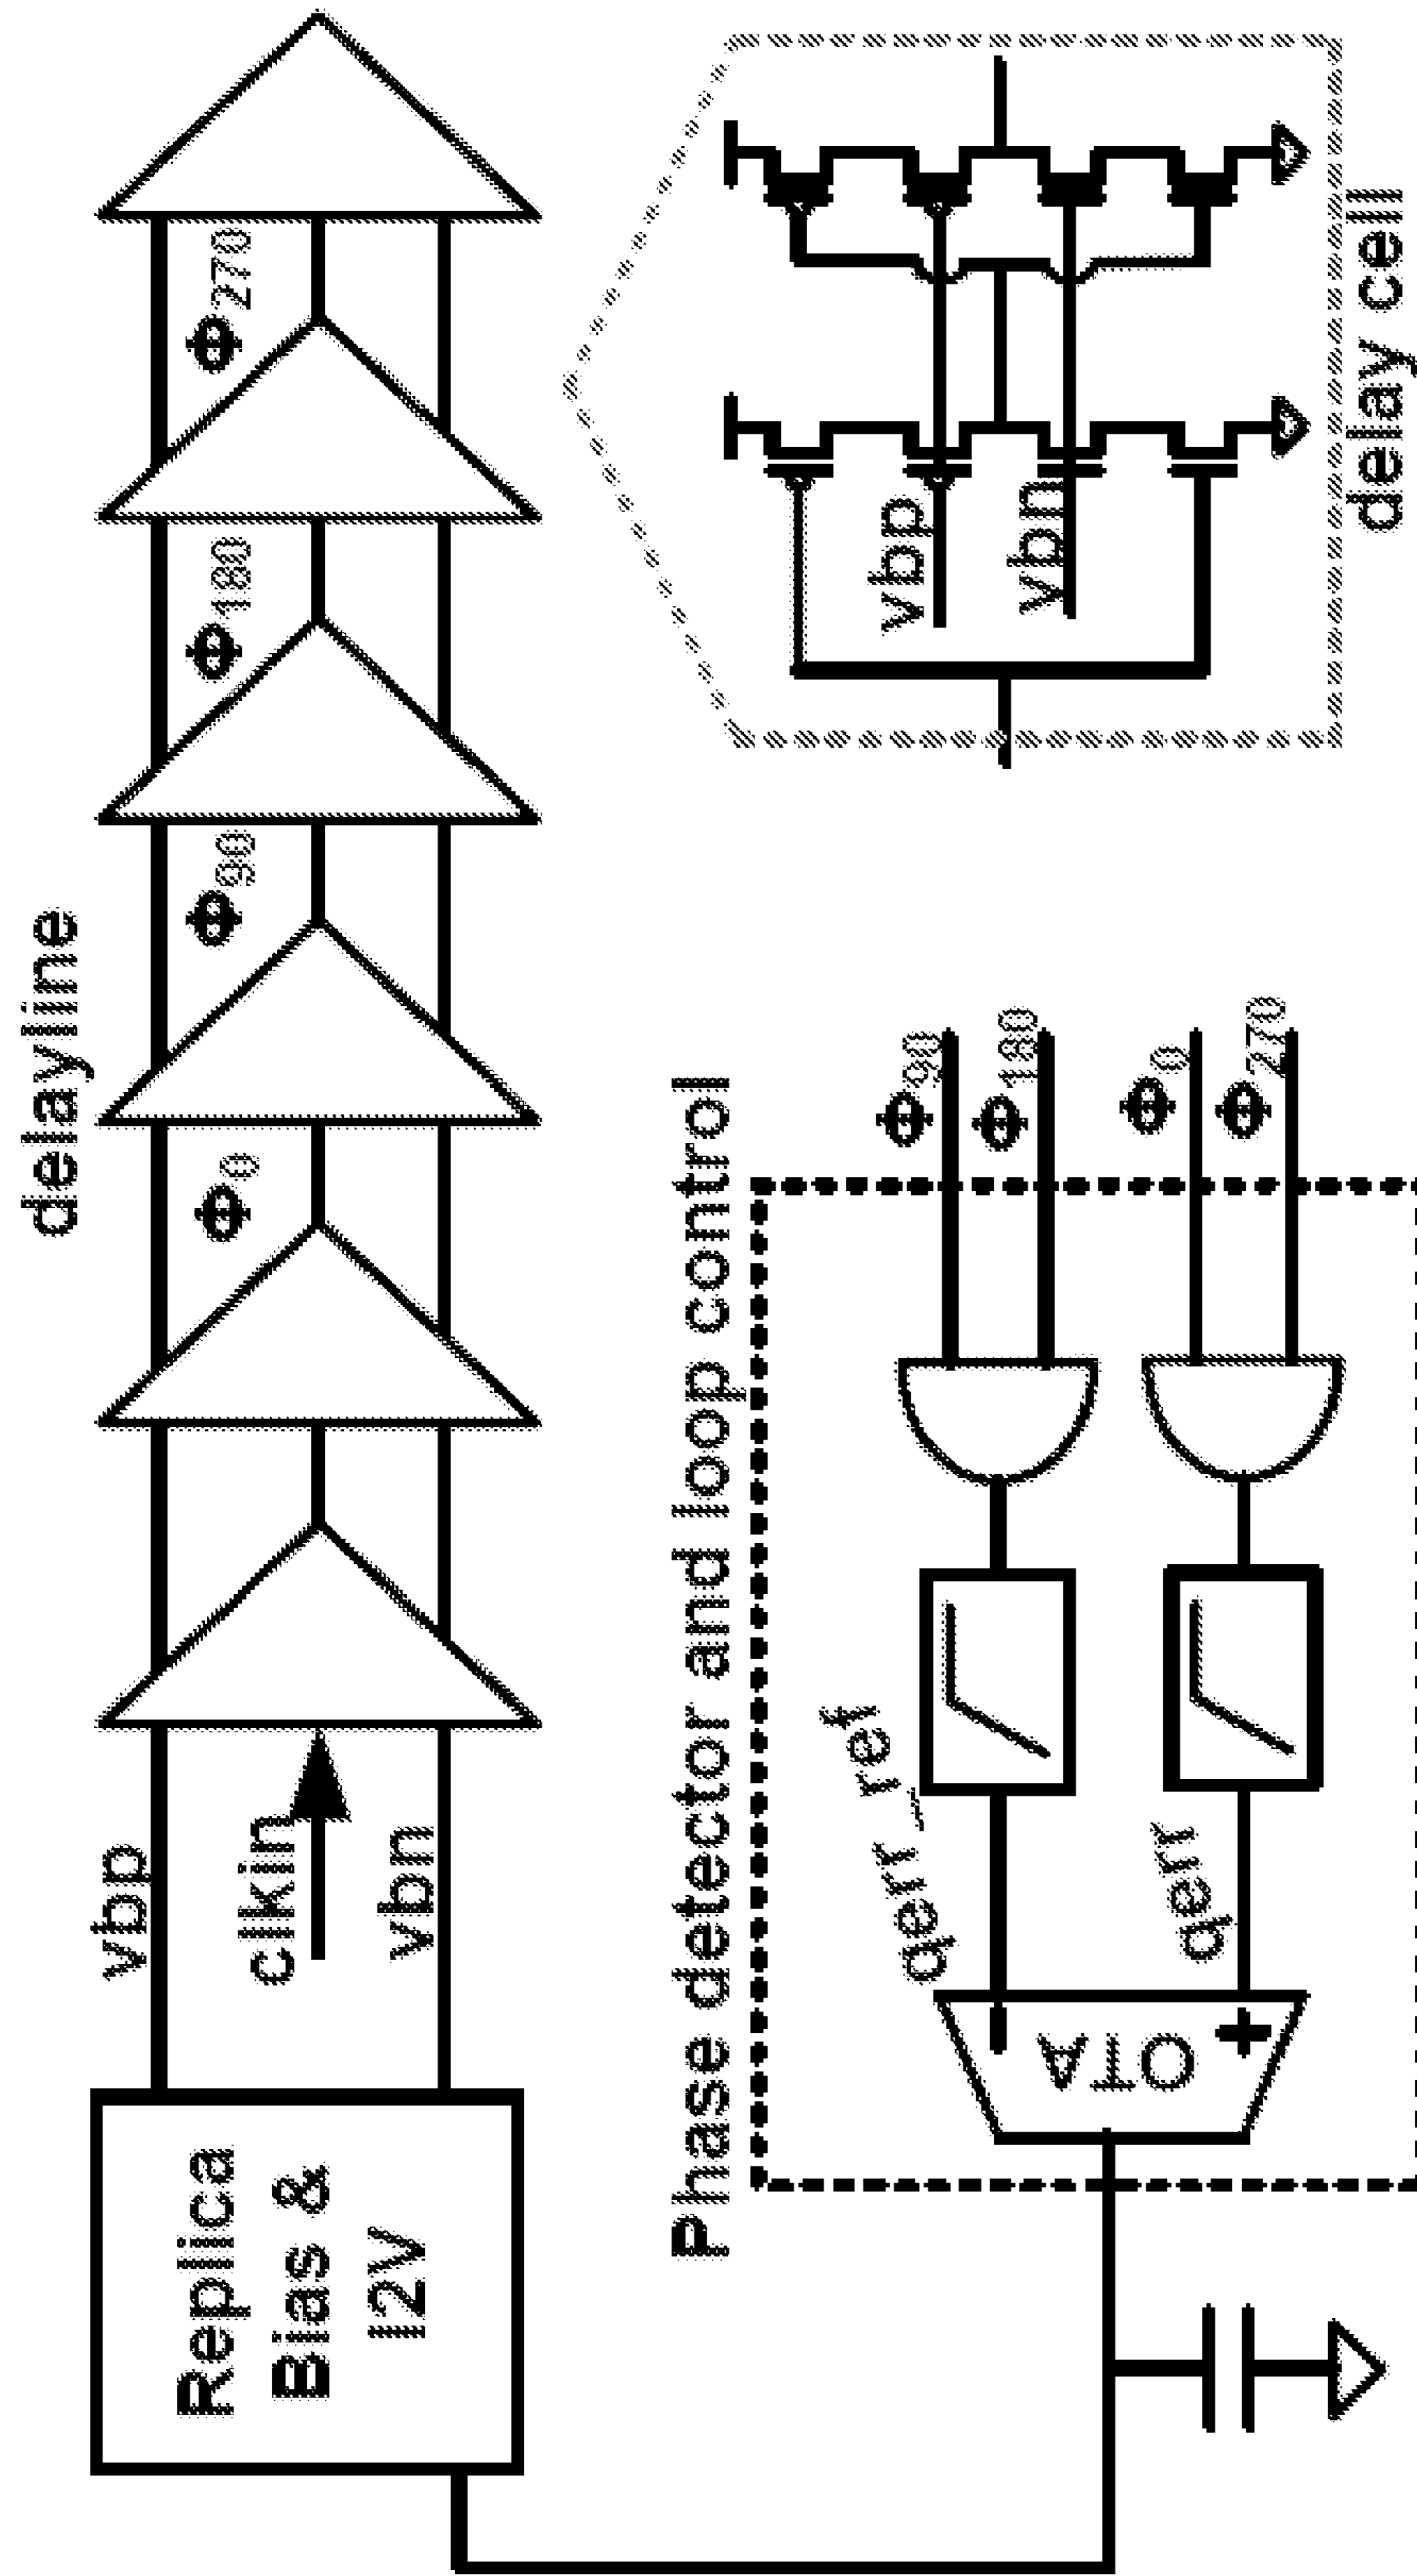 delayline
vbp
clkin
vbn
Φ0
Φ90
Φ180
Φ270
Replica
Bias &
I2V
Phase detector and loop control
qerr_ref
qerr
OTA
Φ90
Φ180
Φ0
Φ270
vbp
vbn
delay cell